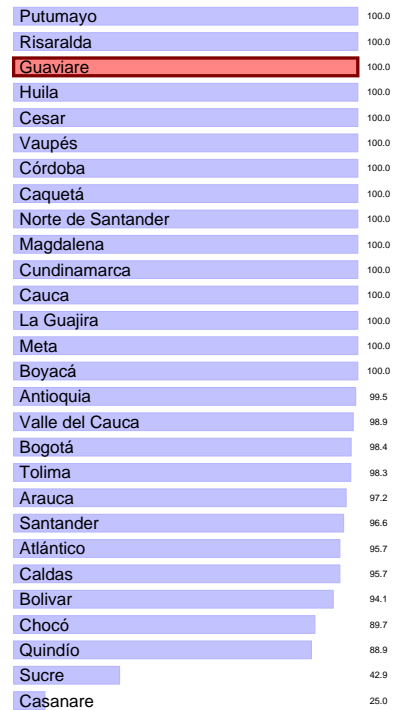 Putumayo 100.0
Risaralda 100.0
Guaviare 100.0
Huila 100.0
Cesar 100.0
Vaupés 100.0
Córdoba 100.0
Caquetá 100.0
Norte de Santander 100.0
Magdalena 100.0
Cundinamarca 100.0
Cauca 100.0
La Guajira 100.0
Meta 100.0
Boyacá 100.0
Antioquia 99.5
Valle del Cauca 98.9
Bogotá 98.4
Tolima 98.3
Arauca 97.2
Santander 96.6
Atlántico 95.7
Caldas 95.7
Bolivar 94.1
Chocó 89.7
Quindío 88.9
Sucre 42.9
Casanare 25.0